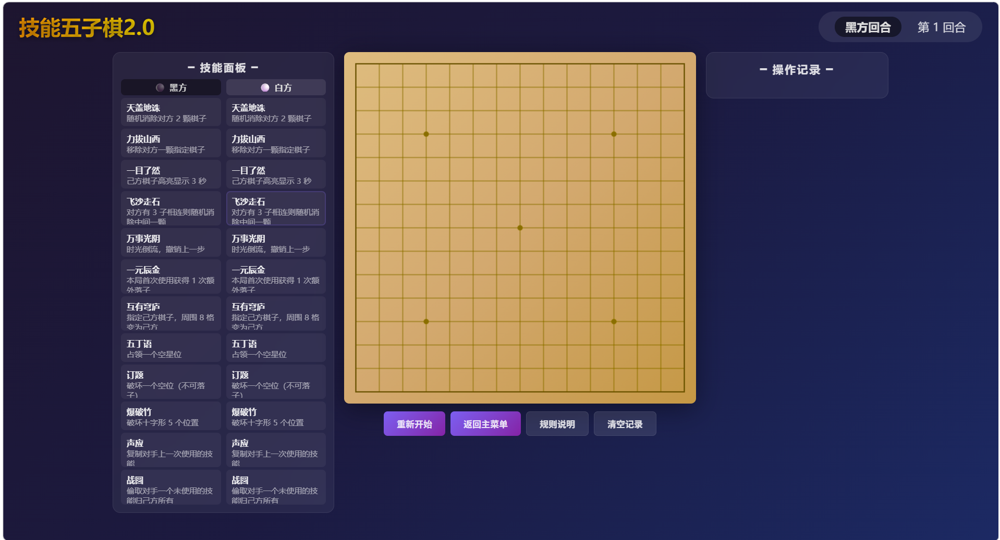 技能五子棋2.0
黑方回合 第 1 回合
– 技能面板 –
黑方 白方
天盖地诛
随机消除对方 2 颗棋子
天盖地诛
随机消除对方 2 颗棋子
力拔山西
移除对方一颗指定棋子
力拔山西
移除对方一颗指定棋子
一目了然
己方棋子高亮显示 3 秒
一目了然
己方棋子高亮显示 3 秒
飞沙走石
对方有 3 子相连则随机消
除中间一颗
飞沙走石
对方有 3 子相连则随机消
除中间一颗
万事光阴
时光倒流，撤销上一步
万事光阴
时光倒流，撤销上一步
一元辰金
本局首次使用获得 1 次额
外落子
一元辰金
本局首次使用获得 1 次额
外落子
互有穹庐
指定己方棋子，周围 8 格
变为己方
互有穹庐
指定己方棋子，周围 8 格
变为己方
五丁语
占领一个空星位
五丁语
占领一个空星位
订题
破坏一个空位（不可落
子）
订题
破坏一个空位（不可落
子）
爆破竹
破坏十字形 5 个位置
爆破竹
破坏十字形 5 个位置
声应
复制对手上一次使用的技
能
声应
复制对手上一次使用的技
能
战圆
偷取对手一个未使用的技
能归己方所有
战圆
偷取对手一个未使用的技
能归己方所有
重新开始 返回主菜单 规则说明 清空记录
– 操作记录 –